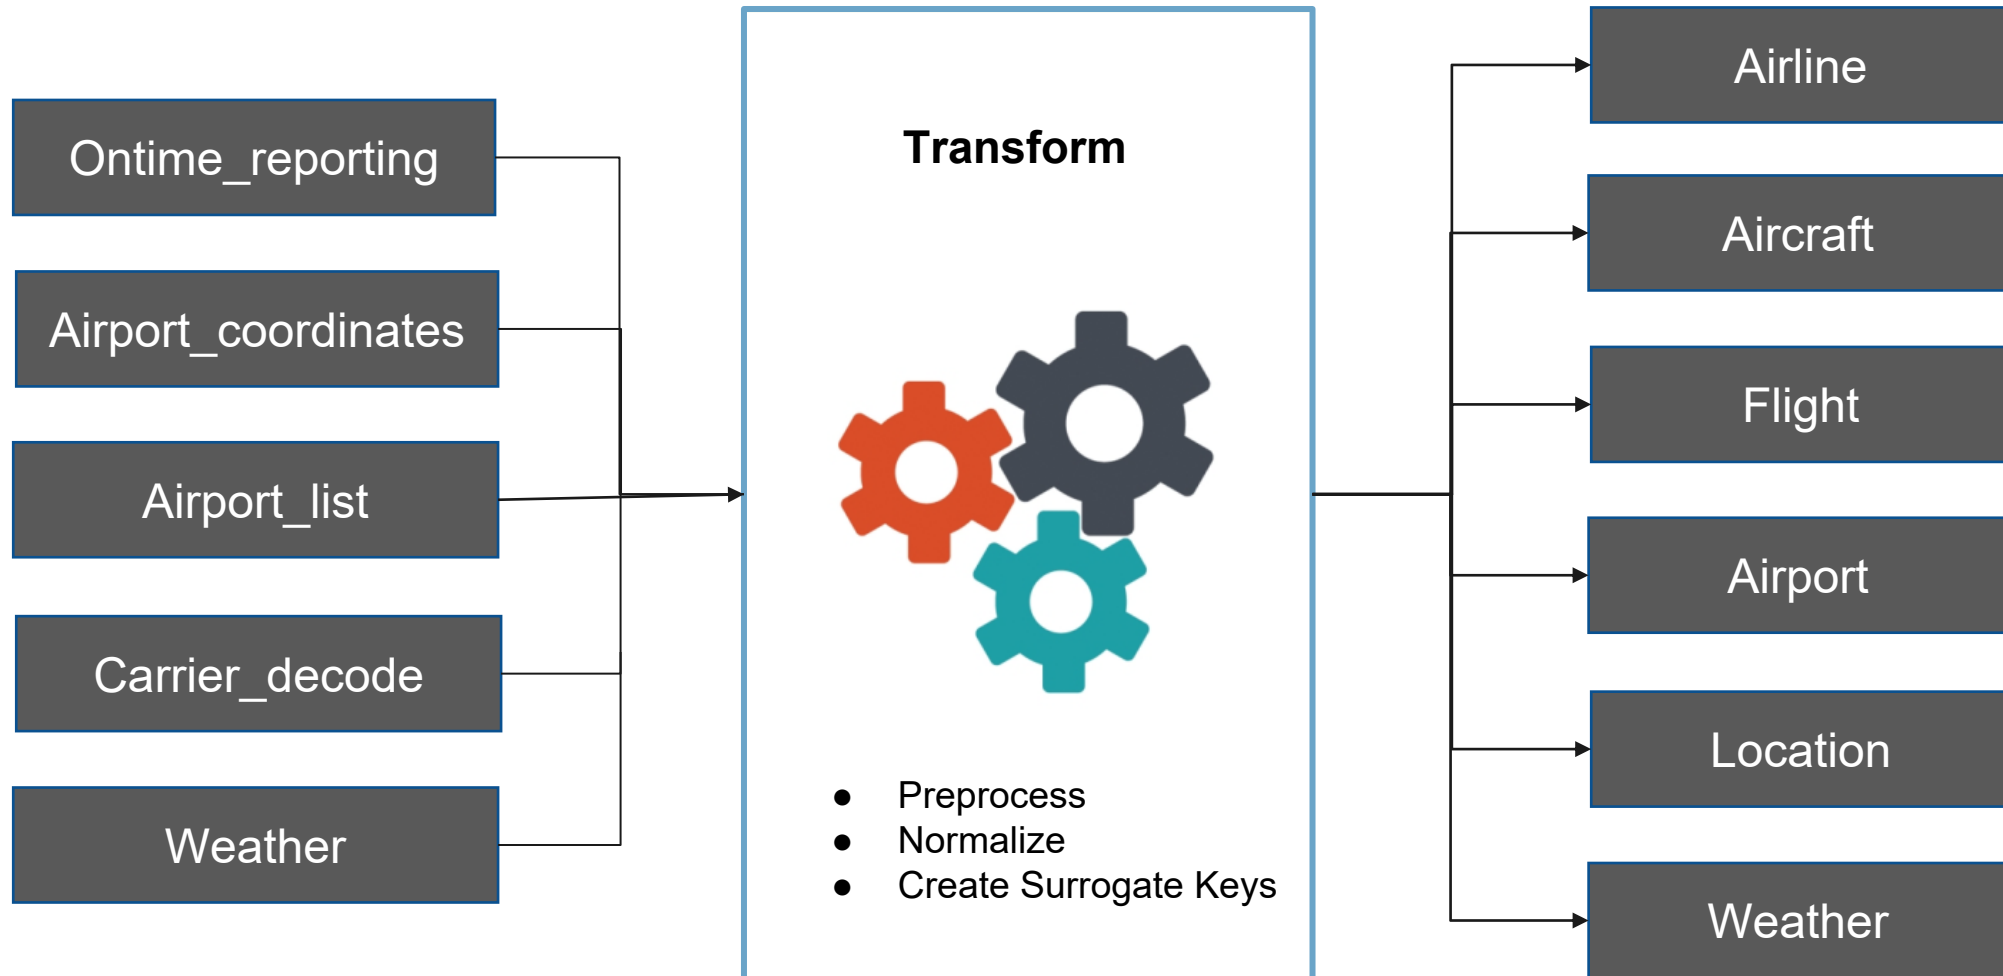 Ontime_reporting
Airport_coordinates
Airport_list
Carrier_decode
Weather
Transform
● Preprocess
● Normalize
● Create Surrogate Keys
Airline
Aircraft
Flight
Airport
Location
Weather